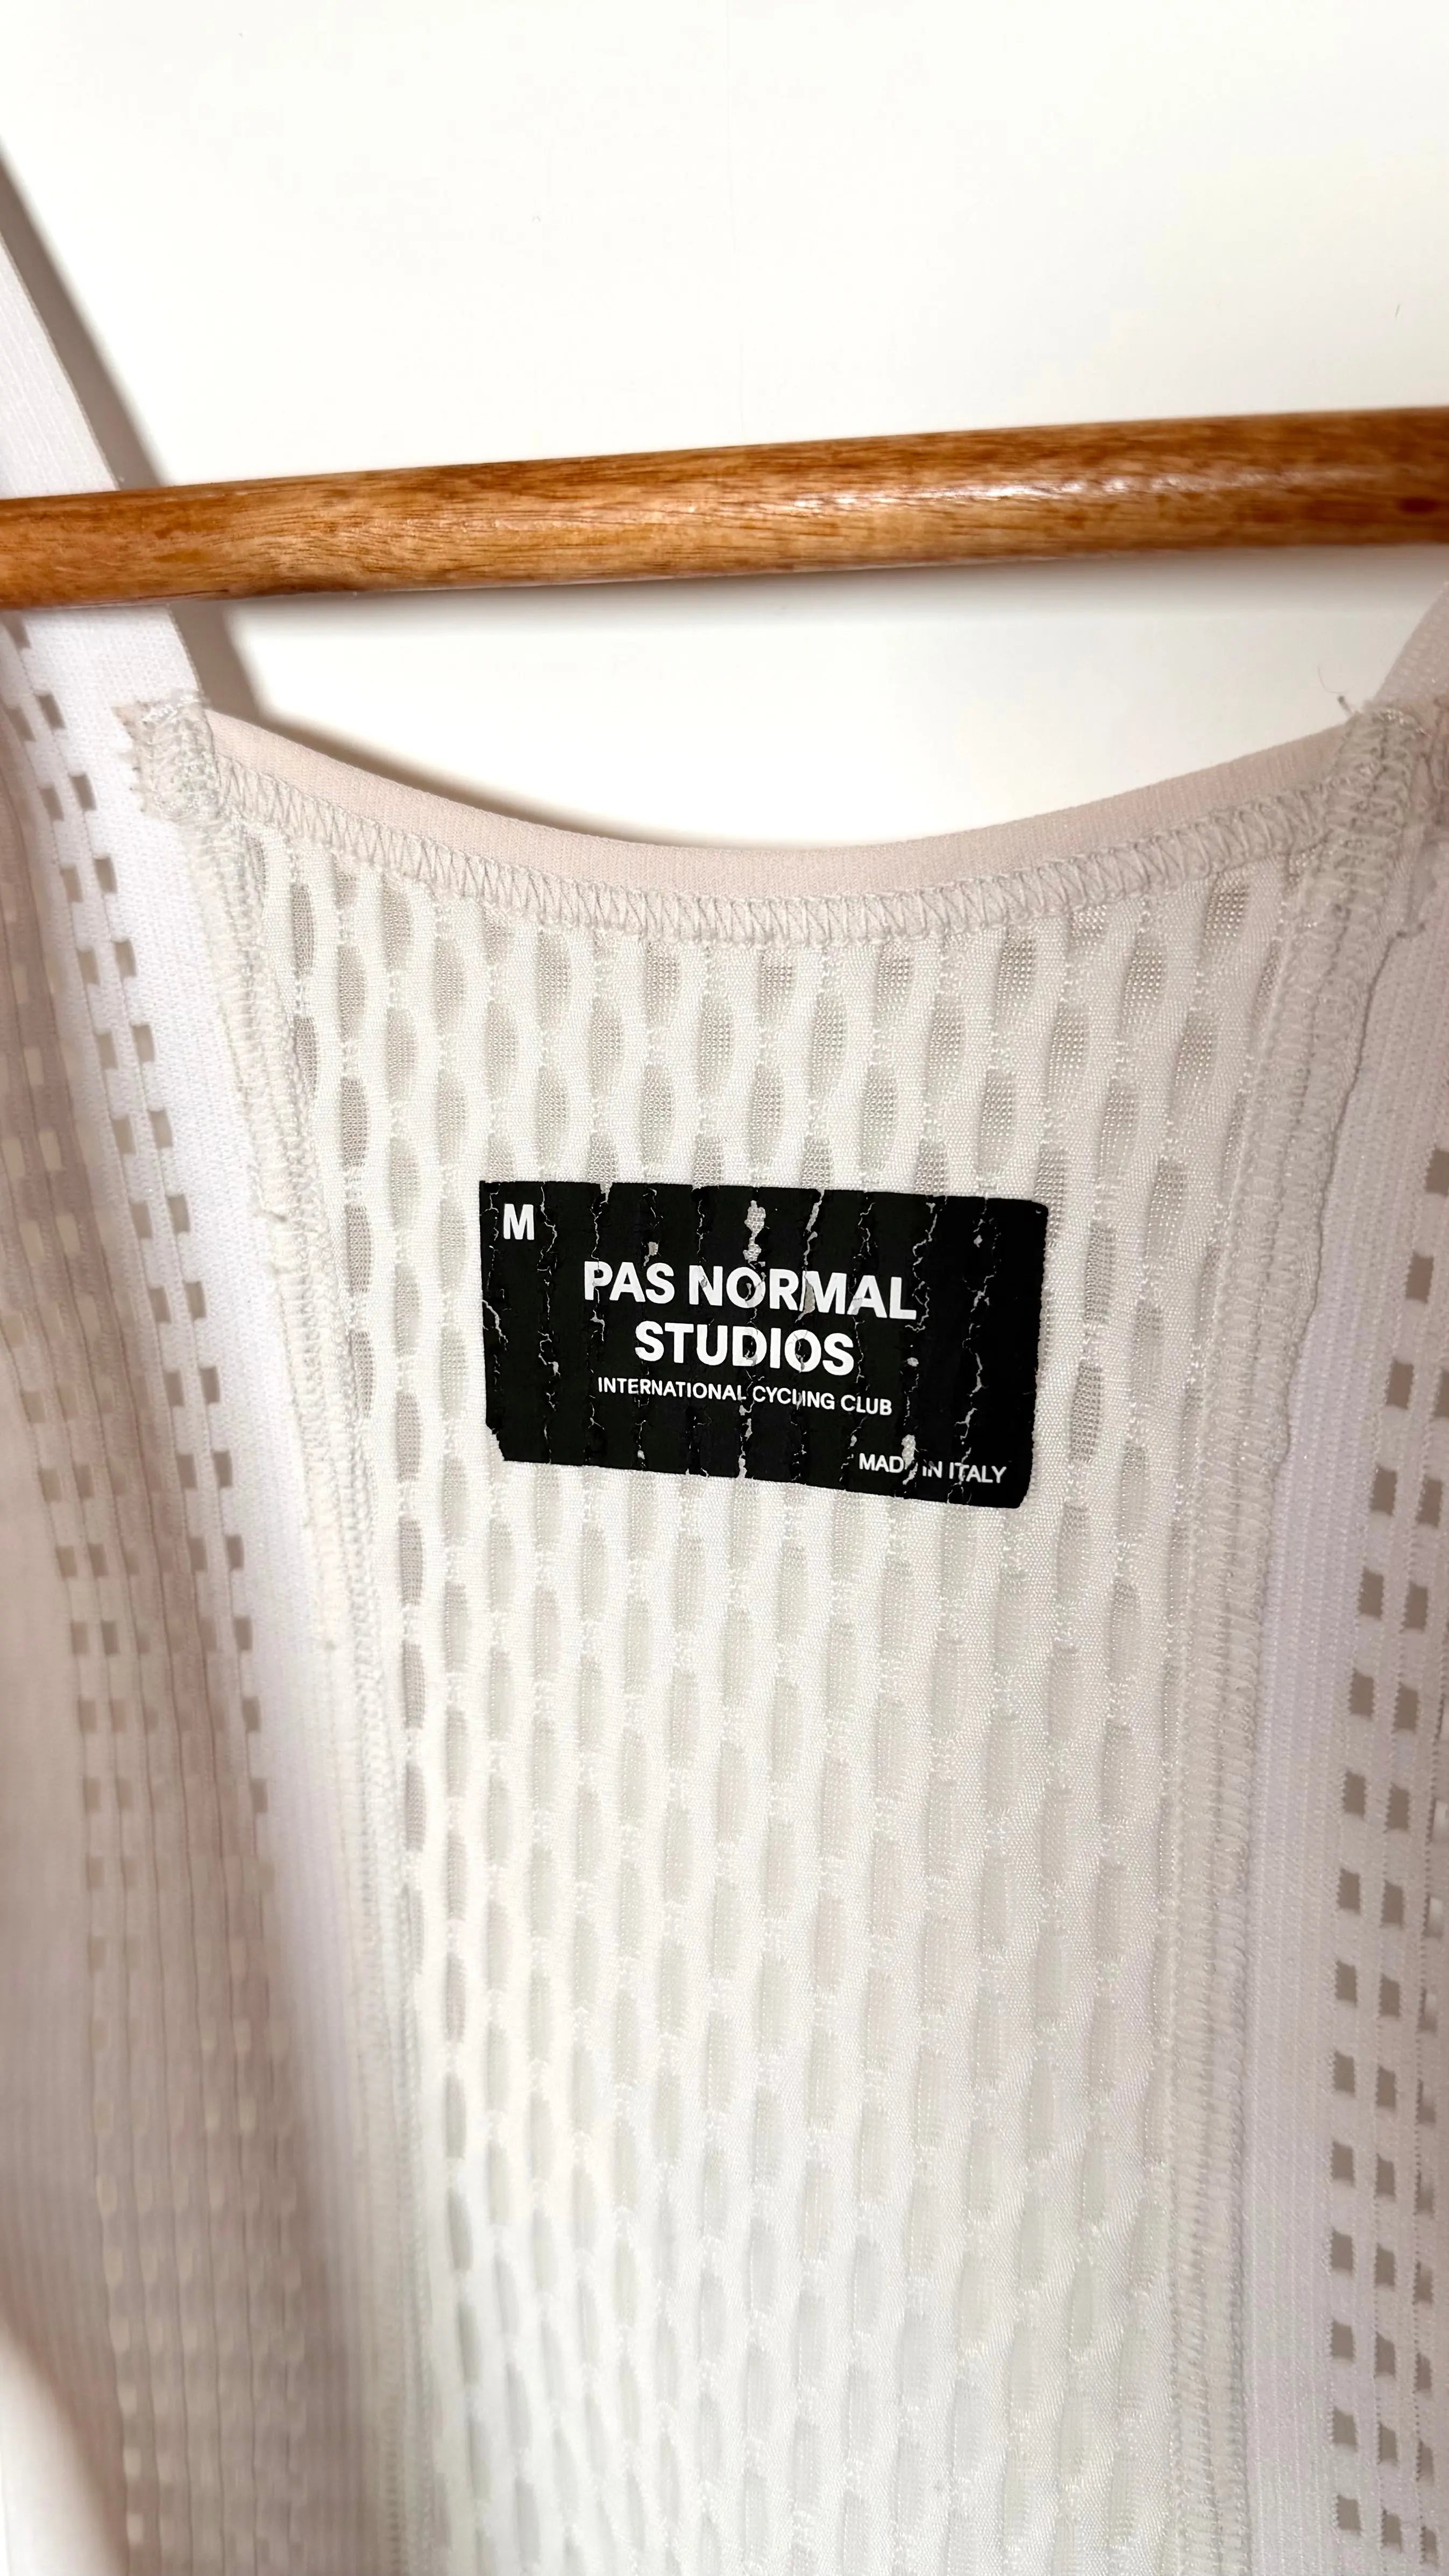 M
PAS NORMAL
STUDIOS
INTERNATIONAL CYCLING CLUB
MADE IN ITALY